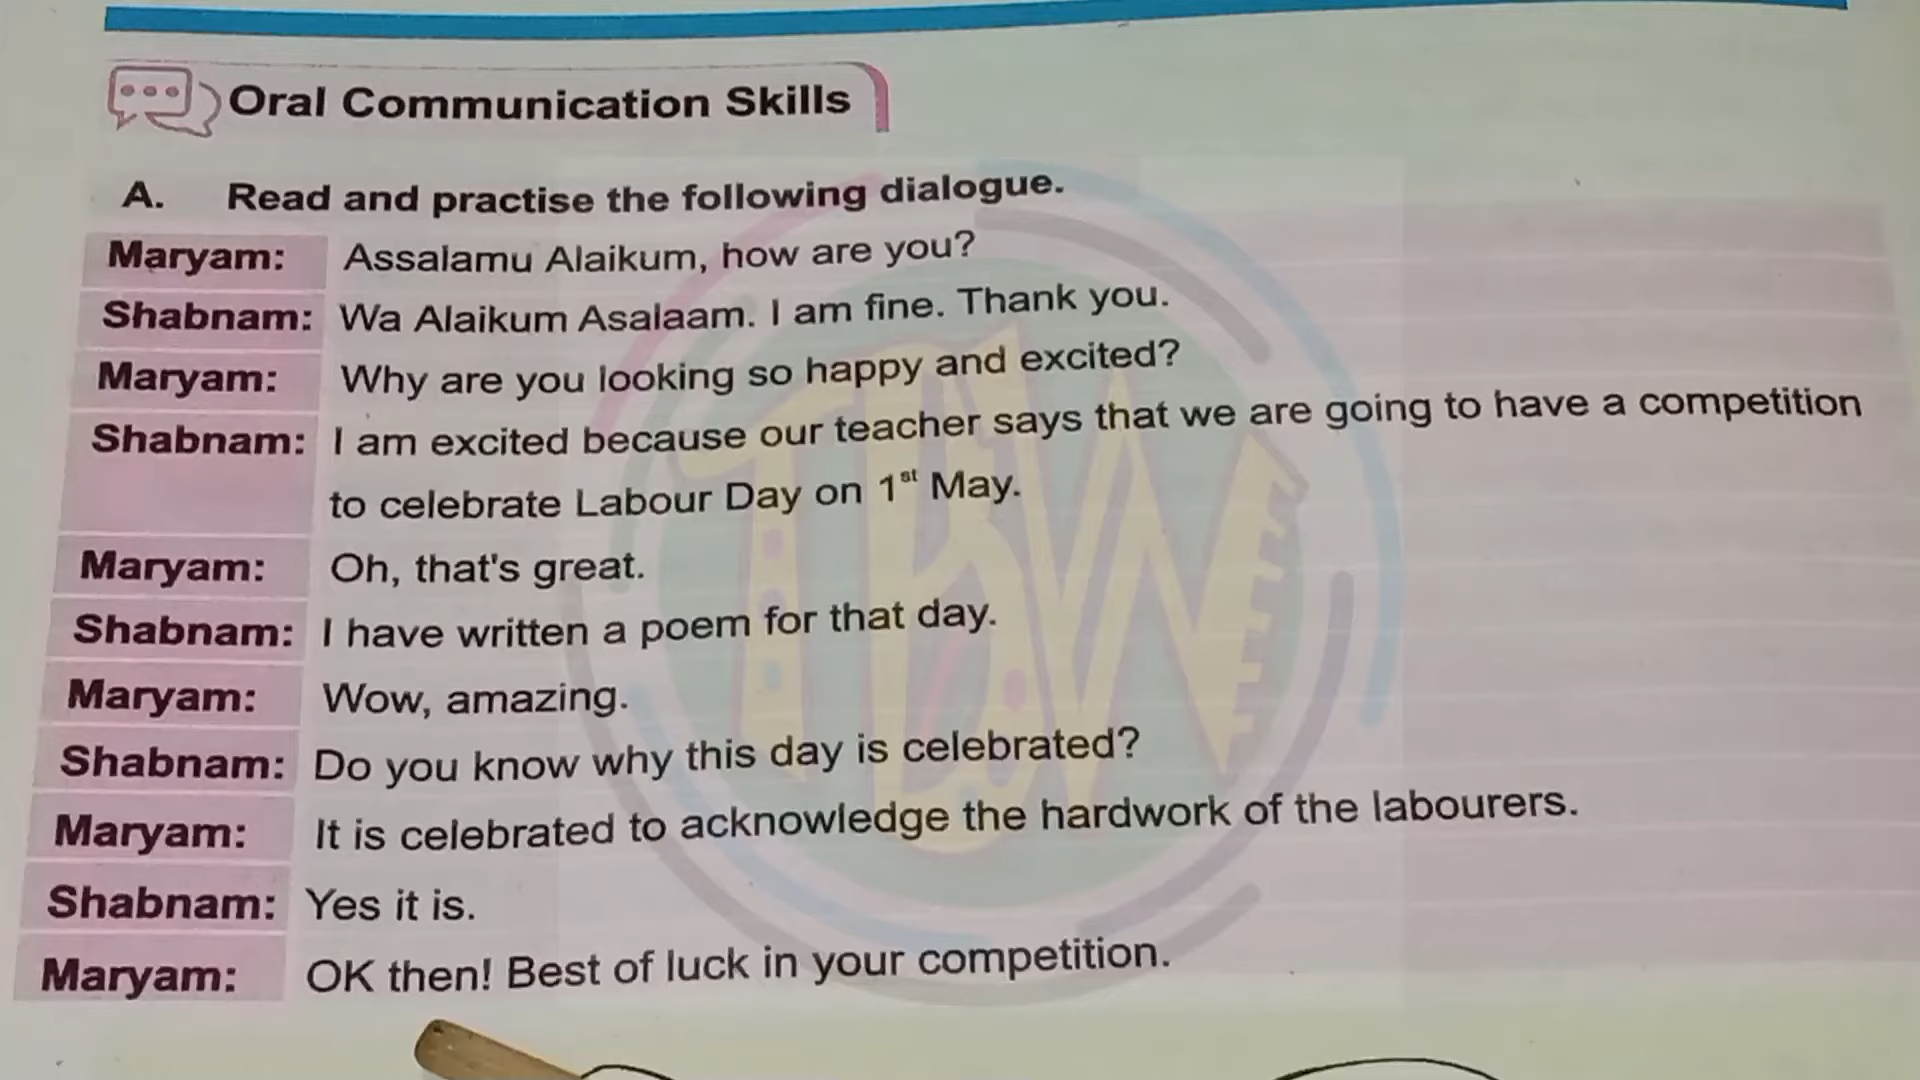 Oral Communication Skills
A. Read and practise the following dialogue.
Maryam: Assalamu Alaikum, how are you?
Shabnam: Wa Alaikum Asalaam. I am fine. Thank you.
Maryam: Why are you looking so happy and excited?
Shabnam: I am excited because our teacher says that we are going to have a competition
to celebrate Labour Day on 1st May.
Maryam: Oh, that's great.
Shabnam: I have written a poem for that day.
Maryam: Wow, amazing.
Shabnam: Do you know why this day is celebrated?
Maryam: It is celebrated to acknowledge the hardwork of the labourers.
Shabnam: Yes it is.
Maryam: OK then! Best of luck in your competition.
TBW